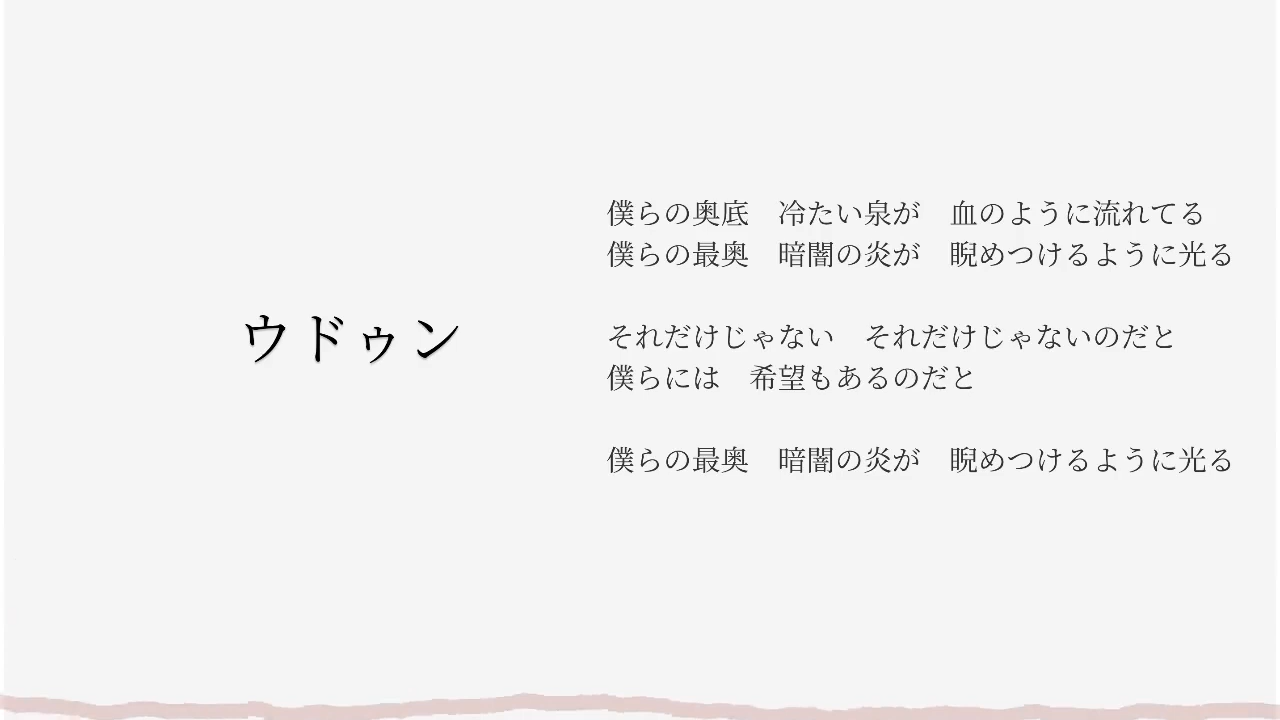 ウドゥン
僕らの奥底　冷たい泉が　血のように流れてる
僕らの最奥　暗闇の炎が　睨めつけるように光る
それだけじゃない　それだけじゃないのだと
僕らには　希望もあるのだと
僕らの最奥　暗闇の炎が　睨めつけるように光る